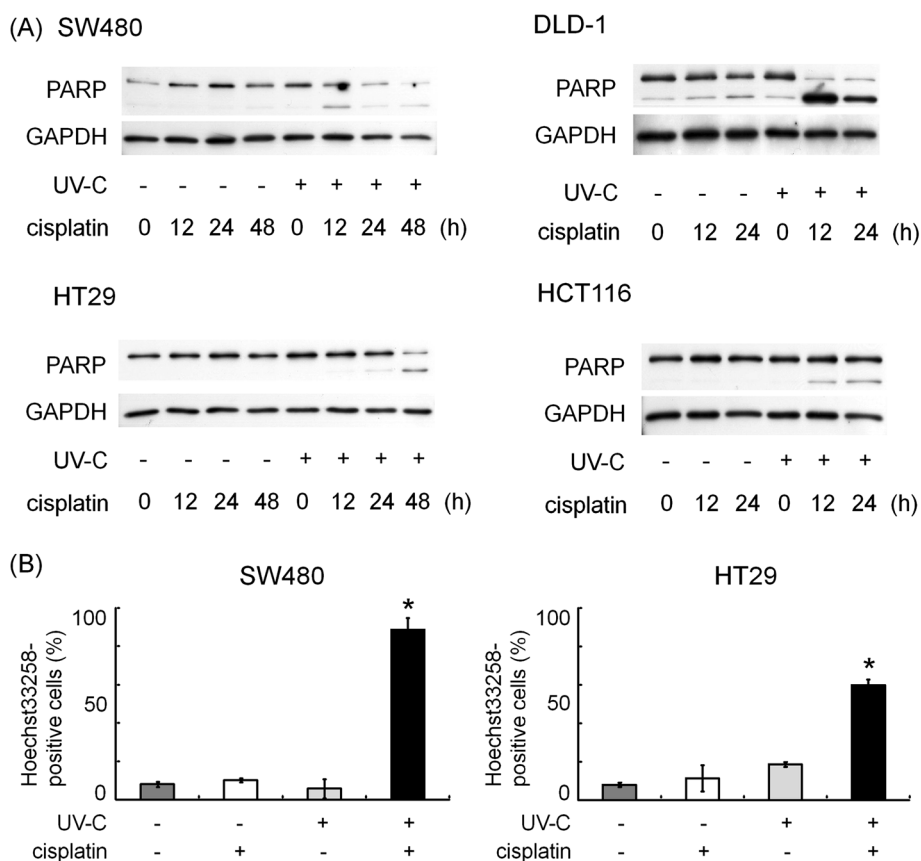 (A) SW480
PARP
GAPDH
UV-C - - - - + + + +
cisplatin 0 12 24 48 0 12 24 48 (h)
DLD-1
PARP
GAPDH
UV-C - - - + + +
cisplatin 0 12 24 0 12 24 (h)
HT29
PARP
GAPDH
UV-C - - - - + + + +
cisplatin 0 12 24 48 0 12 24 48 (h)
HCT116
PARP
GAPDH
UV-C - - - + + +
cisplatin 0 12 24 0 12 24 (h)
(B)
SW480
Hoechst33258-
positive cells (%)
100
50
0
*
UV-C - - + +
cisplatin - + - +
HT29
Hoechst33258-
positive cells (%)
100
50
0
*
UV-C - - + +
cisplatin - + - +